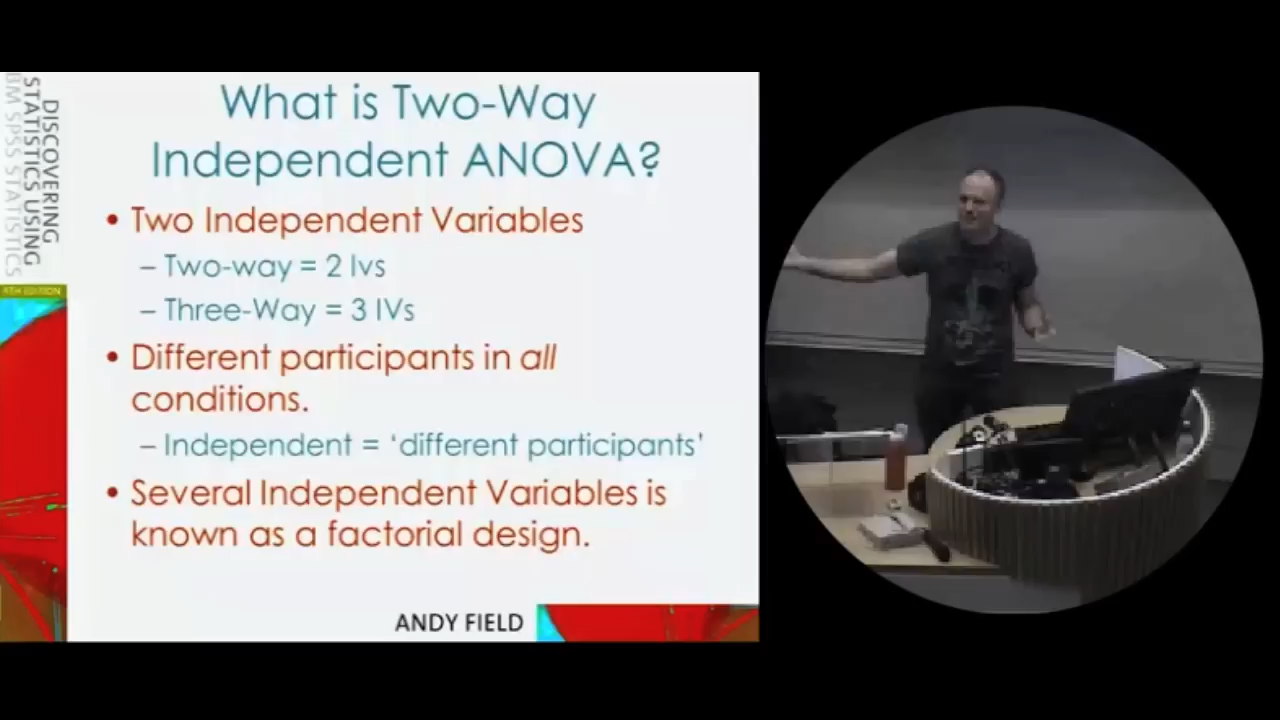 DISCOVERING
STATISTICS USING
IBM SPSS STATISTICS
4TH EDITION
What is Two-Way
Independent ANOVA?
• Two Independent Variables
– Two-way = 2 Ivs
– Three-Way = 3 IVs
• Different participants in all
conditions.
– Independent = ‘different participants’
• Several Independent Variables is
known as a factorial design.
ANDY FIELD